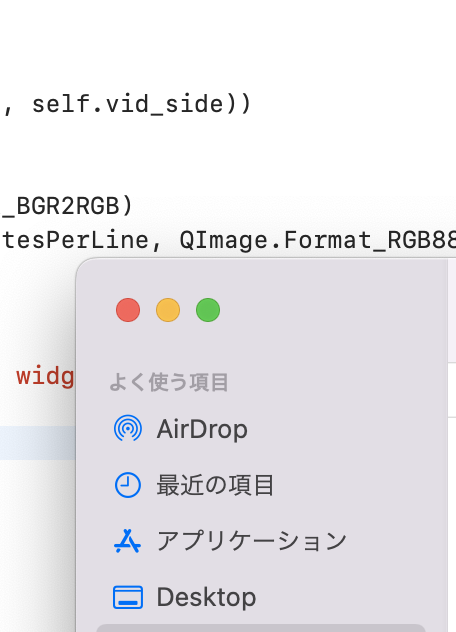 , self.vid_side))
_BGR2RGB)
tesPerLine, QImage.Format_RGB88
widg
よく使う項目
AirDrop
最近の項目
アプリケーション
Desktop